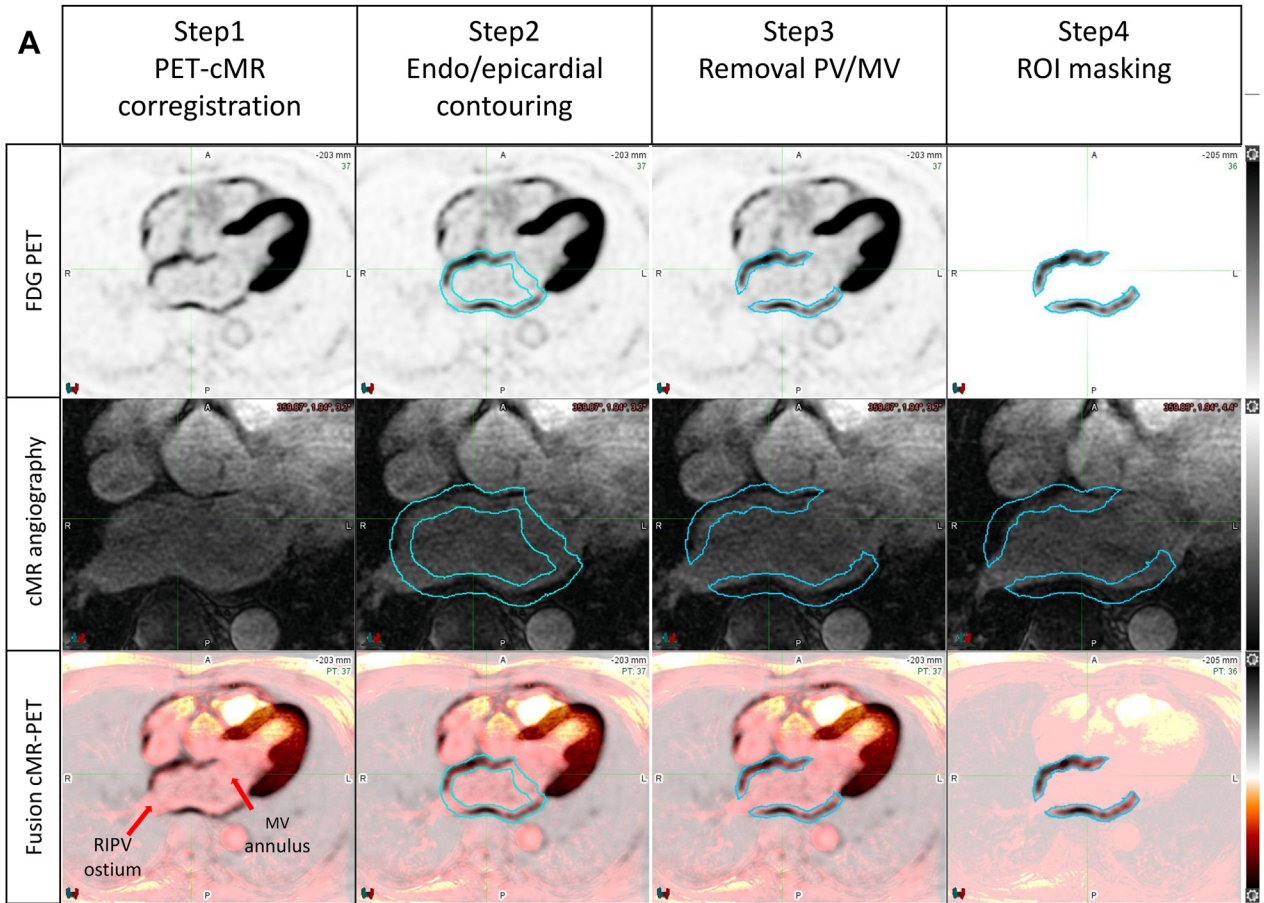 A
Step1
PET-cMR
corregistration
Step2
Endo/epicardial
contouring
Step3
Removal PV/MV
Step4
ROI masking
FDG PET
A
-203 mm
37
R
L
P
A
-203 mm
37
R
L
P
A
-203 mm
37
R
L
P
A
-205 mm
36
R
L
P
cMR angiography
A
R
L
P
A
R
L
P
A
R
L
P
A
R
L
P
Fusion cMR-PET
A
-203 mm
PT: 37
R
L
RIPV
ostium
MV
annulus
P
A
-203 mm
PT: 37
R
L
P
A
-203 mm
PT: 37
R
L
P
A
-205 mm
PT: 36
R
L
P